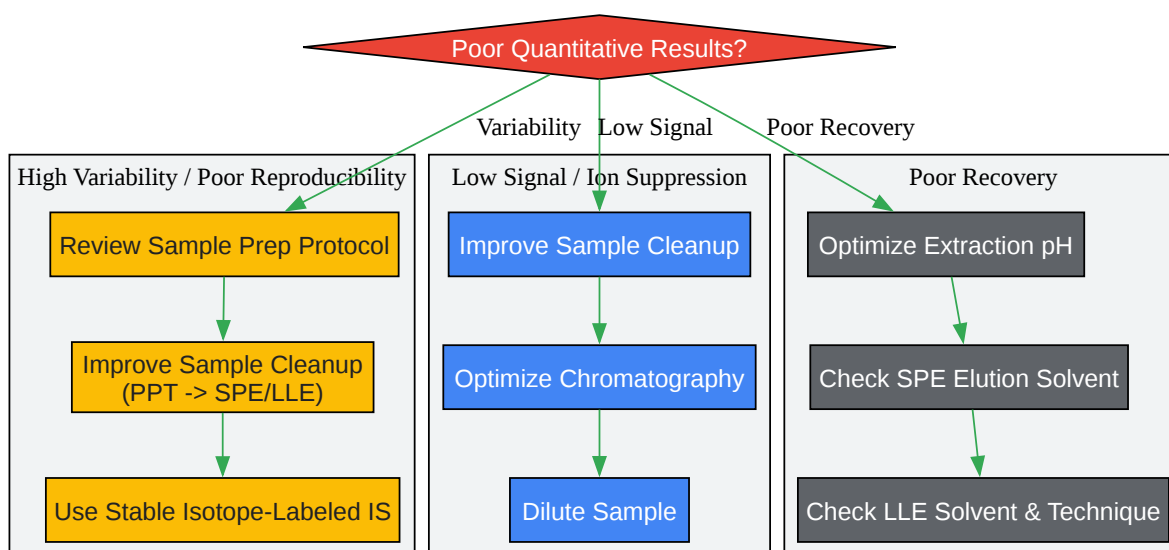 Poor Quantitative Results?
Variability
Low Signal
Poor Recovery
High Variability / Poor Reproducibility
Review Sample Prep Protocol
Improve Sample Cleanup
(PPT -> SPE/LLE)
Use Stable Isotope-Labeled IS
Low Signal / Ion Suppression
Improve Sample Cleanup
Optimize Chromatography
Dilute Sample
Poor Recovery
Optimize Extraction pH
Check SPE Elution Solvent
Check LLE Solvent & Technique